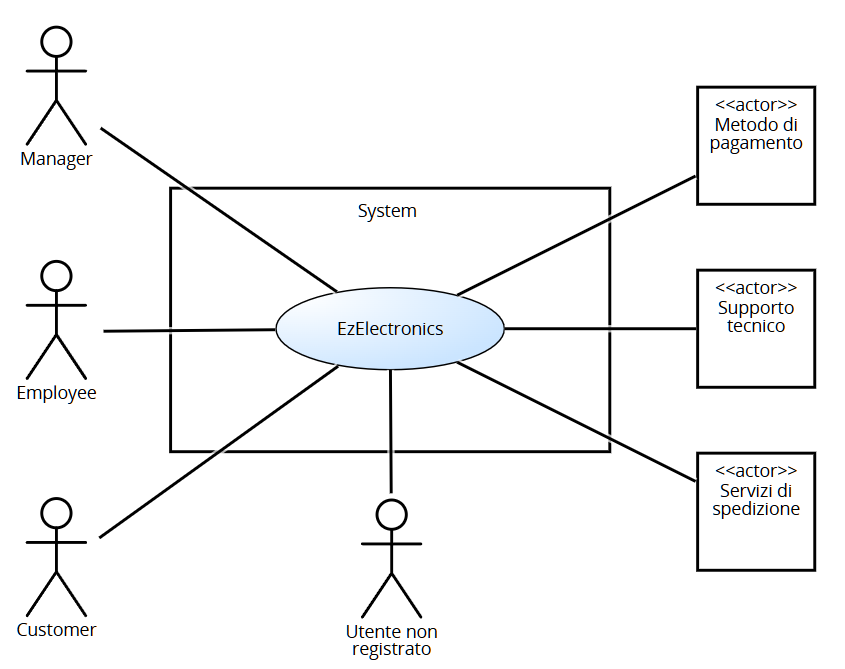 Manager
Employee
Customer
System
EzElectronics
Utente non
registrato
<<actor>>
Metodo di
pagamento
<<actor>>
Supporto
tecnico
<<actor>>
Servizi di
spedizione